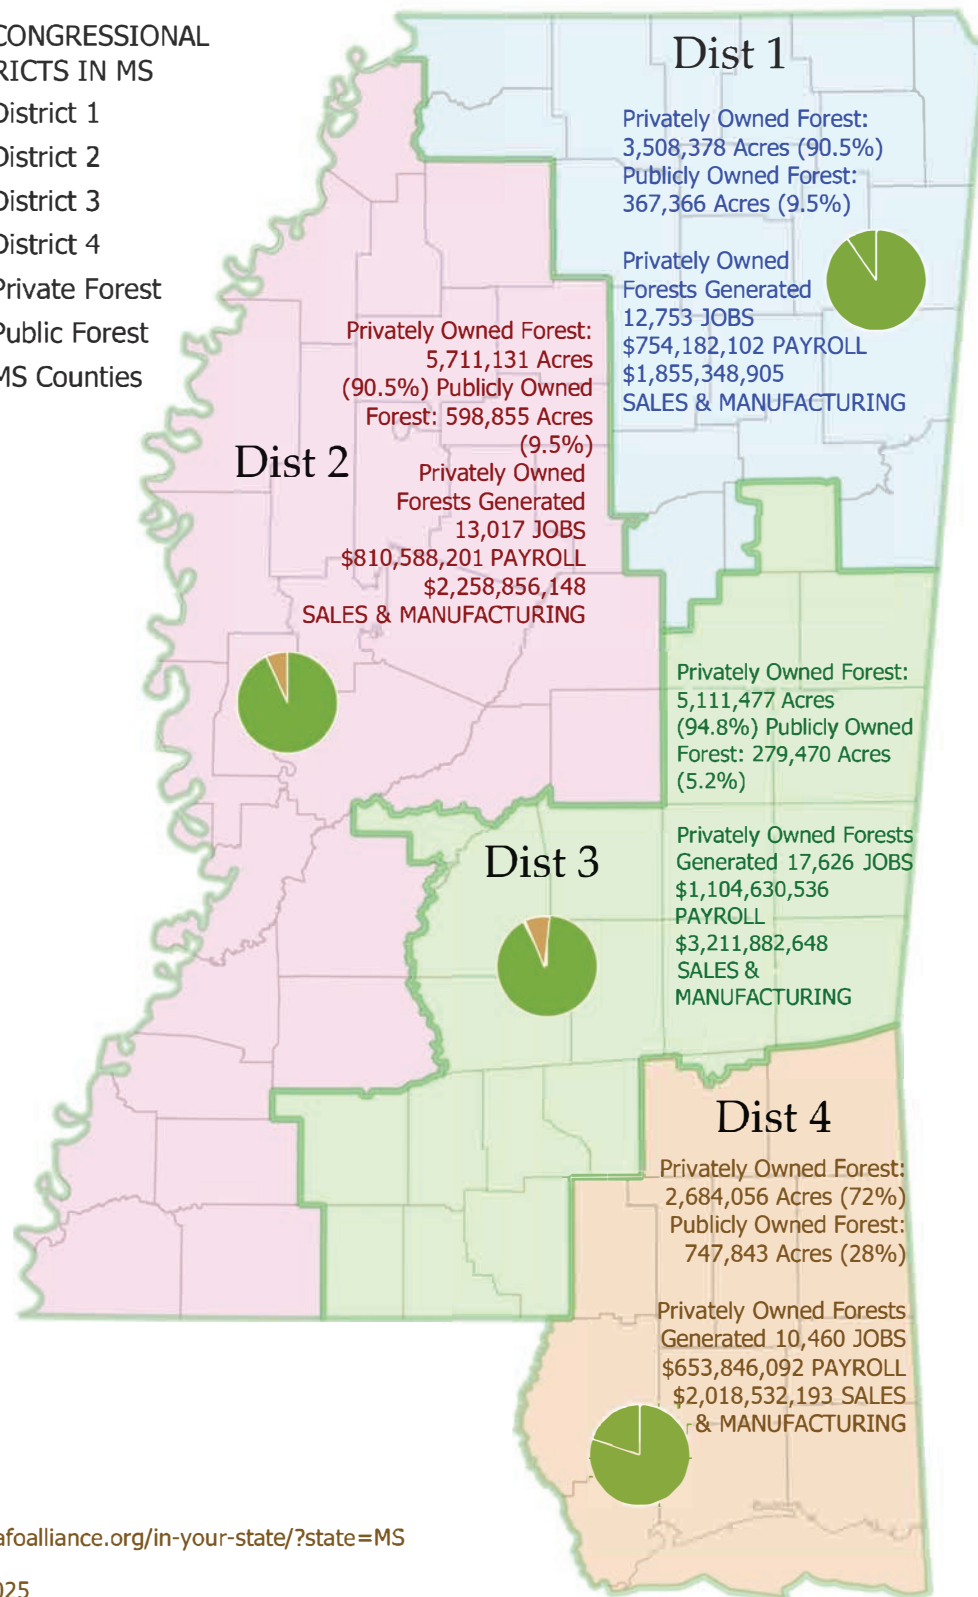 CONGRESSIONAL
RICTS IN MS
District 1
District 2
District 3
District 4
Private Forest
Public Forest
MS Counties
Dist 1
Privately Owned Forest:
3,508,378 Acres (90.5%)
Publicly Owned Forest:
367,366 Acres (9.5%)
Privately Owned
Forests Generated
12,753 JOBS
$754,182,102 PAYROLL
$1,855,348,905
SALES & MANUFACTURING
Dist 2
Privately Owned Forest:
5,711,131 Acres
(90.5%) Publicly Owned
Forest: 598,855 Acres
(9.5%)
Privately Owned
Forests Generated
13,017 JOBS
$810,588,201 PAYROLL
$2,258,856,148
SALES & MANUFACTURING
Dist 3
Privately Owned Forest:
5,111,477 Acres
(94.8%) Publicly Owned
Forest: 279,470 Acres
(5.2%)
Privately Owned Forests
Generated 17,626 JOBS
$1,104,630,536
PAYROLL
$3,211,882,648
SALES &
MANUFACTURING
Dist 4
Privately Owned Forest:
2,684,056 Acres (72%)
Publicly Owned Forest:
747,843 Acres (28%)
Privately Owned Forests
Generated 10,460 JOBS
$653,846,092 PAYROLL
$2,018,532,193 SALES
& MANUFACTURING
afoalliance.org/in-your-state/?state=MS
025